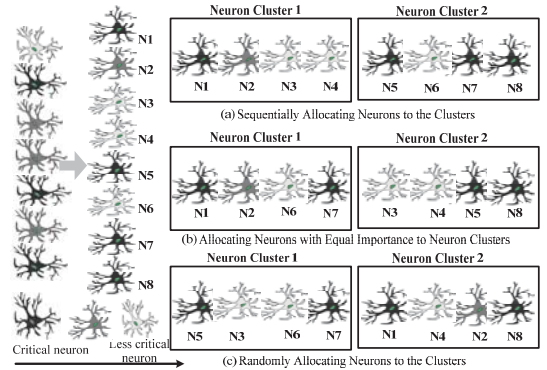 N1
N2
N3
N4
N5
N6
N7
N8
Critical neuron
Less critical
neuron
Neuron Cluster 1
N1 N2 N3 N4
Neuron Cluster 2
N5 N6 N7 N8
(a) Sequentially Allocating Neurons to the Clusters
Neuron Cluster 1
N1 N2 N6 N7
Neuron Cluster 2
N3 N4 N5 N8
(b) Allocating Neurons with Equal Importance to Neuron Clusters
Neuron Cluster 1
N5 N3 N6 N7
Neuron Cluster 2
N1 N4 N2 N8
(c) Randomly Allocating Neurons to the Clusters